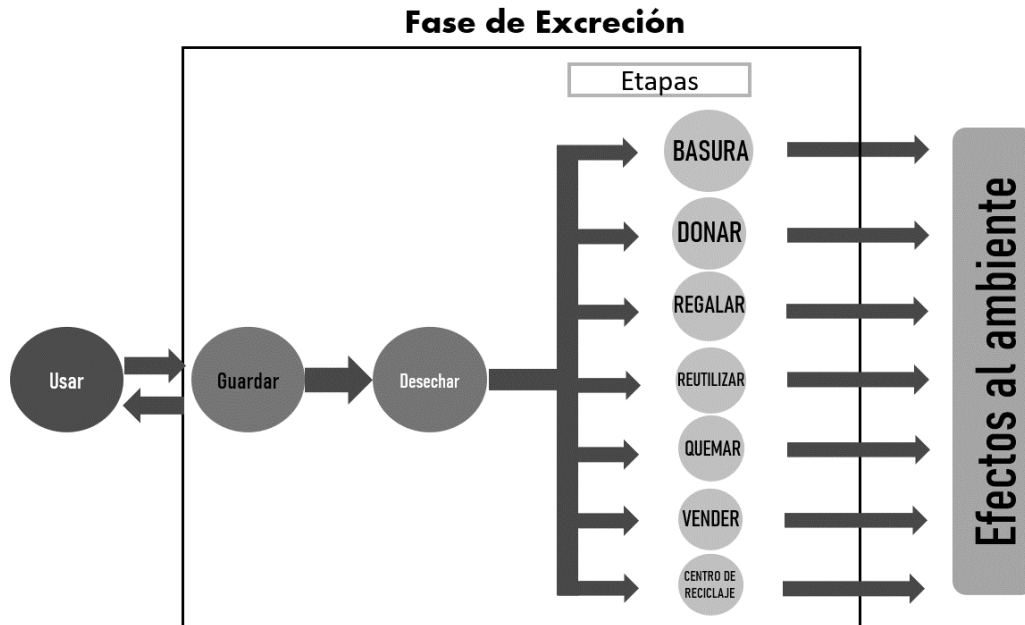 Fase de Excreción
Etapas
BASURA
DONAR
REGALAR
Usar
Guardar
Desechar
REUTILIZAR
QUEMAR
VENDER
CENTRO DE
RECICLAJE
Efectos al ambiente